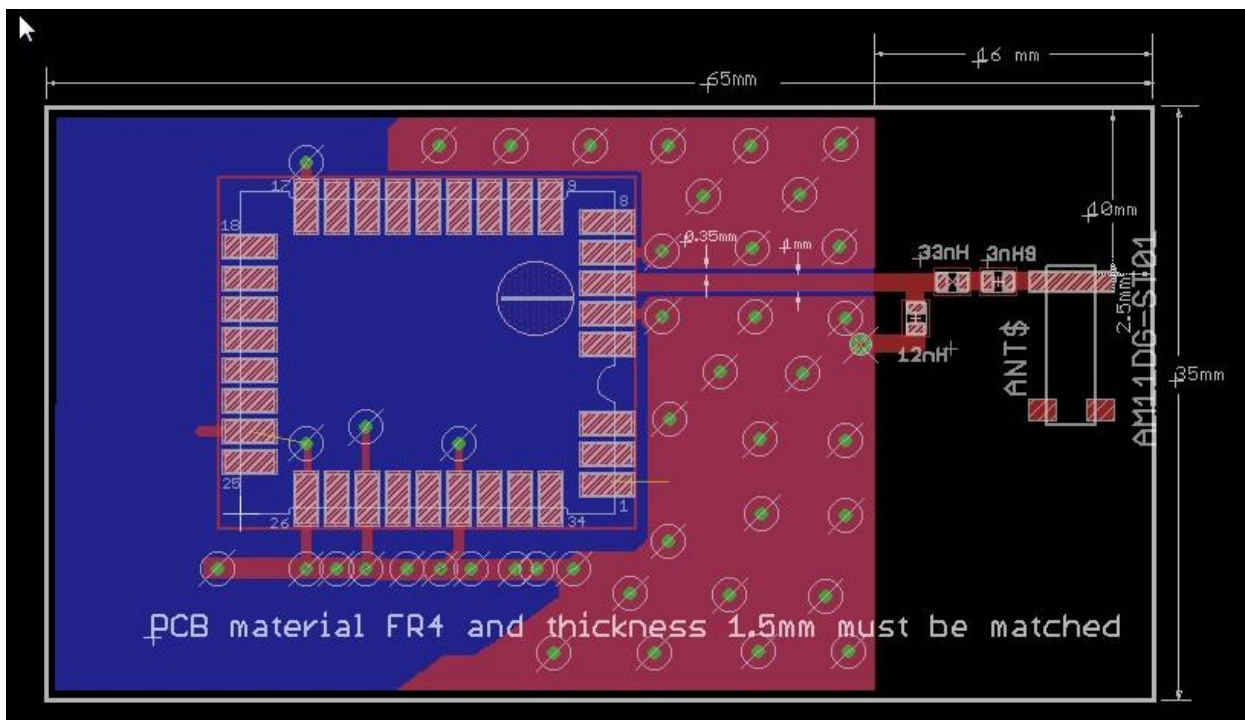 16 mm
65mm
17
9
8
18
10mm
0.35mm
1mm
33nH
3nH9
2.5mm
12nH
ANT$
AM11DG-ST01
35mm
25
1
26
34
PCB material FR4 and thickness 1.5mm must be matched